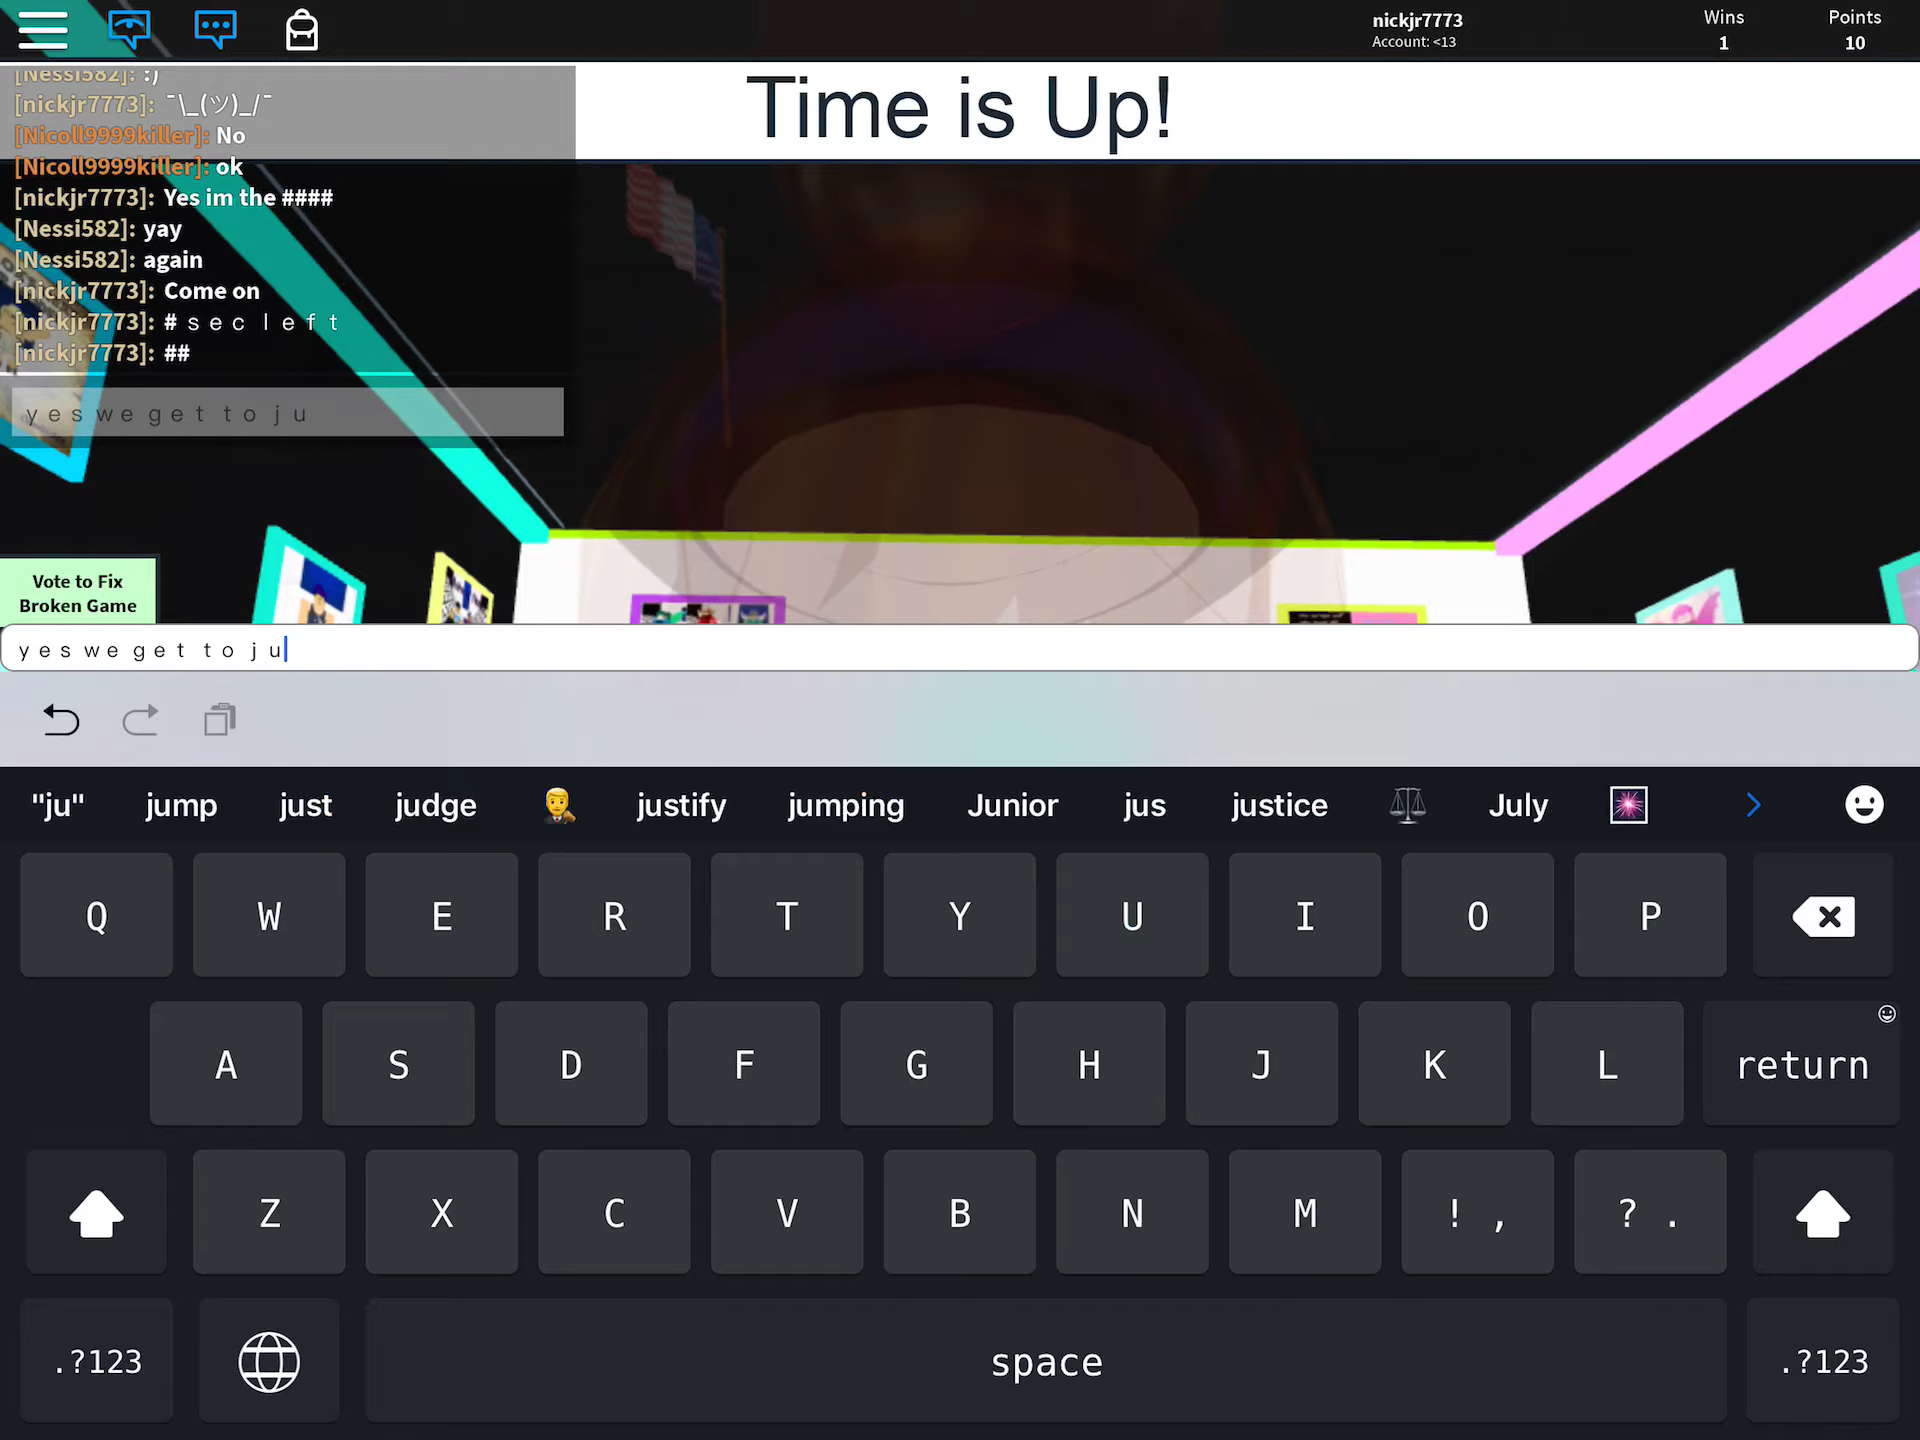 nickjr7773
Account: <13
Wins
1
Points
10
Time is Up!
[Nessi582]: :)
[nickjr7773]: ¯\_(ツ)_/¯
[Nicoll9999killer]: No
[Nicoll9999killer]: ok
[nickjr7773]: Yes im the ####
[Nessi582]: yay
[Nessi582]: again
[nickjr7773]: Come on
[nickjr7773]: # s e c l e f t
[nickjr7773]: ##
y e s w e g e t t o j u
Vote to Fix
Broken Game
y e s w e g e t t o j u
"ju" jump just judge justify jumping Junior jus justice July
Q W E R T Y U I O P
A S D F G H J K L return
Z X C V B N M ! , ? .
.?123 space .?123